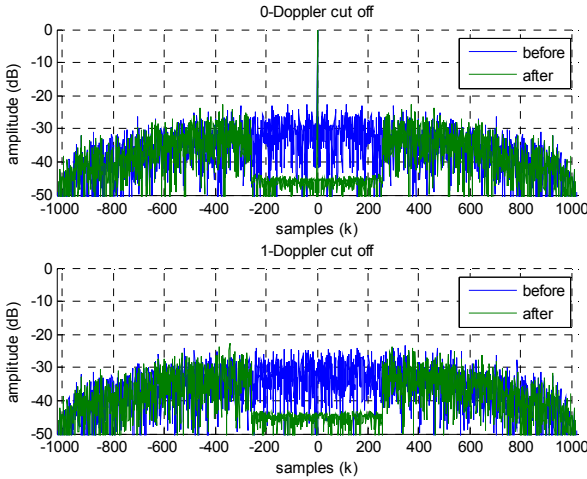 0-Doppler cut off
0
-10
-20
-30
-40
-50
amplitude (dB)
before
after
-1000 -800 -600 -400 -200 0 200 400 600 800 1000
samples (k)
1-Doppler cut off
0
-10
-20
-30
-40
-50
amplitude (dB)
before
after
-1000 -800 -600 -400 -200 0 200 400 600 800 1000
samples (k)